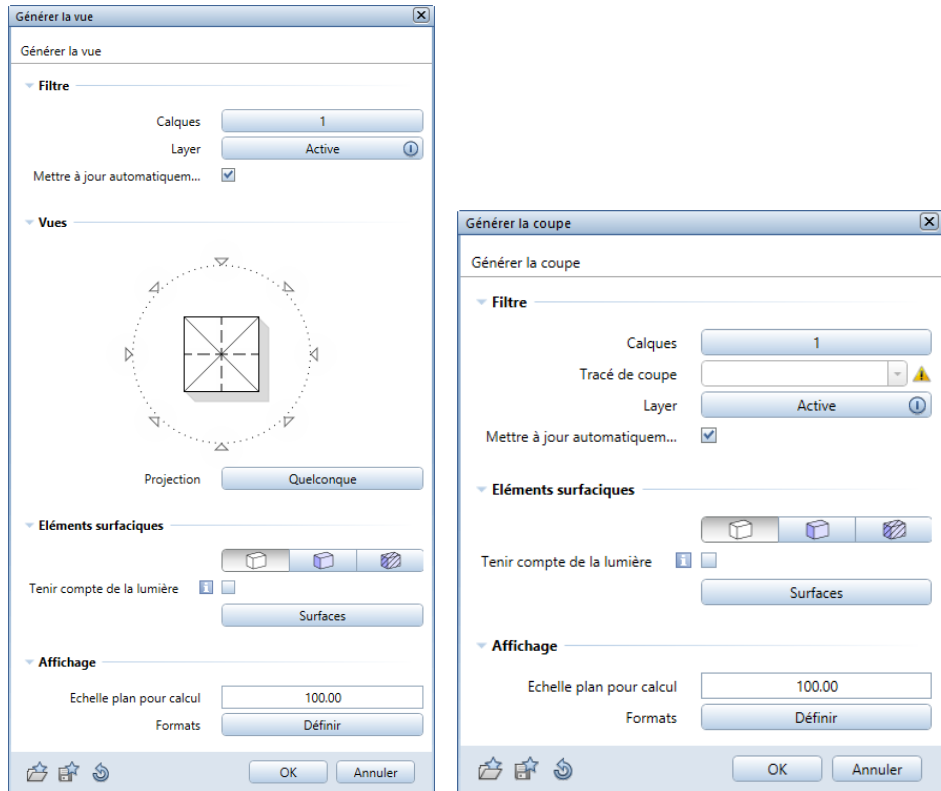 Générer la vue
Générer la vue
Filtre
Calques 1
Layer Active
Mettre à jour automatiquem...
Vues
Projection Quelconque
Eléments surfaciques
Tenir compte de la lumière
Surfaces
Affichage
Echelle plan pour calcul 100.00
Formats Définir
OK Annuler
Générer la coupe
Générer la coupe
Filtre
Calques 1
Tracé de coupe
Layer Active
Mettre à jour automatiquem...
Eléments surfaciques
Tenir compte de la lumière
Surfaces
Affichage
Echelle plan pour calcul 100.00
Formats Définir
OK Annuler